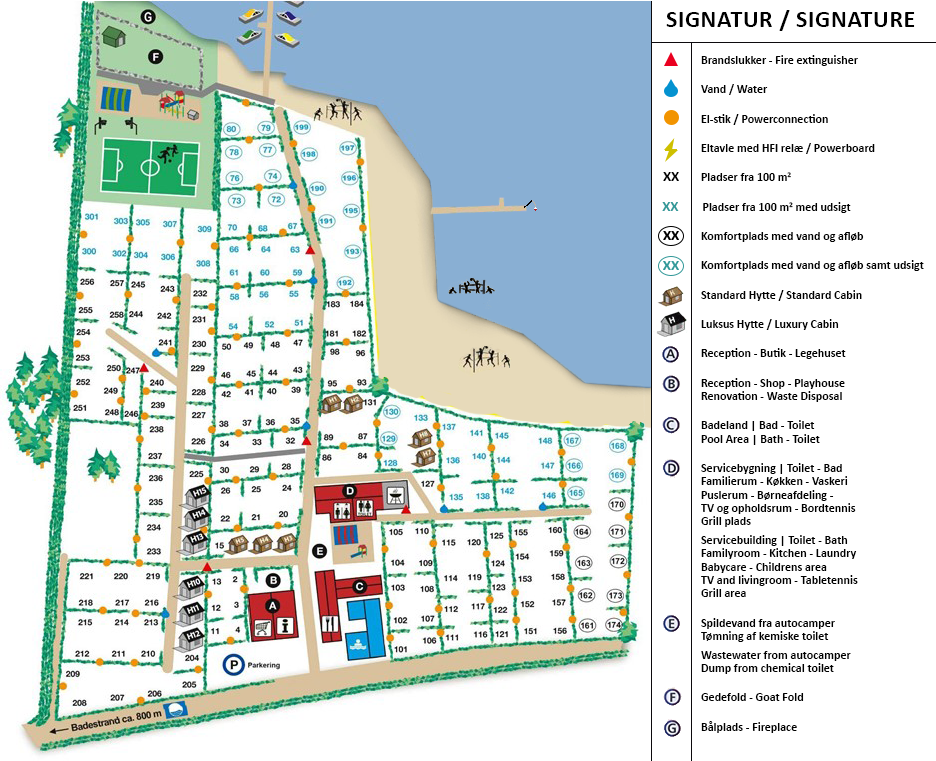 SIGNATUR / SIGNATURE
Brandslukker - Fire extinguisher
Vand / Water
El-stik / Powerconnection
Eltavle med HFI relæ / Powerboard
XX Pladser fra 100 m²
XX Pladser fra 100 m² med udsigt
XX Komfortplads med vand og afløb
XX Komfortplads med vand og afløb samt udsigt
Standard Hytte / Standard Cabin
H Luksus Hytte / Luxury Cabin
A Reception - Butik - Legehuset
B Reception - Shop - Playhouse
Renovation - Waste Disposal
C Badeland | Bad - Toilet
Pool Area | Bath - Toilet
D Servicebygning | Toilet - Bad
Familierum - Køkken - Vaskeri
Puslerum - Børneafdeling -
TV og opholdsrum - Bordtennis
Grill plads
Servicebuilding | Toilet - Bath
Familyroom - Kitchen - Laundry
Babycare - Childrens area
TV and livingroom - Tabletennis
Grill area
E Spildevand fra autocamper
Tømning af kemiske toilet
Wastewater from autocamper
Dump from chemical toilet
F Gedefold - Goat Fold
G Bålplads - Fireplace
G
F
80 79 199
78 77 198 197
76 74 190 196
73 72 195
301 303 305 307 309 70 68 67 191
300 302 304 306 308 66 64 63 193
61 60 59 192
256 257 245 243 232 58 56 55 183 184
255 258 244 242 231 54 52 51 181 182
254 241 230 50 49 48 47 98 96
253 250 247 240 229 46 45 44 43 95 93
252 228 42 41 40 39 H1 H2 131
251 248 246 239 227 130 133 137 141 145 148 167 168
238 226 38 37 36 35 89 87 129 H8
34 33 32 86 84 128 H7 136 140 144 166 169
237 225 30 29 28 127 135 138 142 146 165 170
236 H15 26 25 24 D
235 H14 22 21 20 105 110 115 120 125 155 160 164 171
234 H13 15 H5 H4 H3 E
233 104 109 124 154 159 163 172
221 220 219 H10 13 2 B 114 119 123 153 158
218 217 216 H11 12 3 A C 103 108 112 118 122 152 157 162 173
215 214 213 H12 11 4 102 107 117
212 211 210 204 101 106 111 116 121 151 156 161 174
209 205 P Parkering
208 207 206
Badestrand ca. 800 m